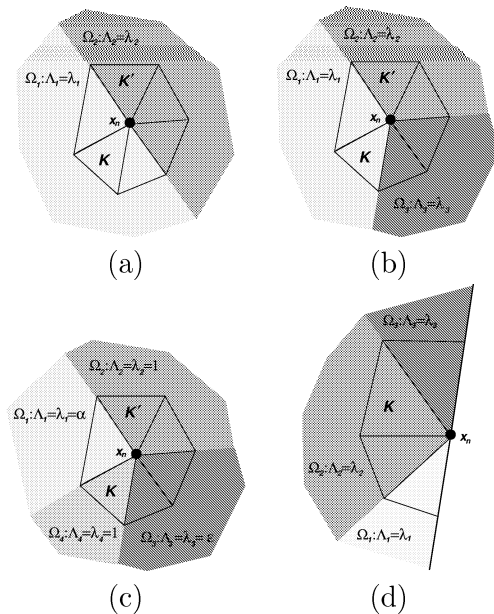 Ω₂:Λ₂=λ₂
Ω₁:Λ₁=λ₁
K′
xₙ
K
(a)
Ω₂:Λ₂=λ₂
Ω₁:Λ₁=λ₁
K′
xₙ
K
Ω₃:Λ₃=λ₃
(b)
Ω₂:Λ₂=λ₂=1
Ω₁:Λ₁=λ₁=α
K′
xₙ
K
Ω₄:Λ₄=λ₄=1
Ω₃:Λ₃=λ₃=ε
(c)
Ω₃:Λ₃=λ₃
K
xₙ
Ω₂:Λ₂=λ₂
Ω₁:Λ₁=λ₁
(d)